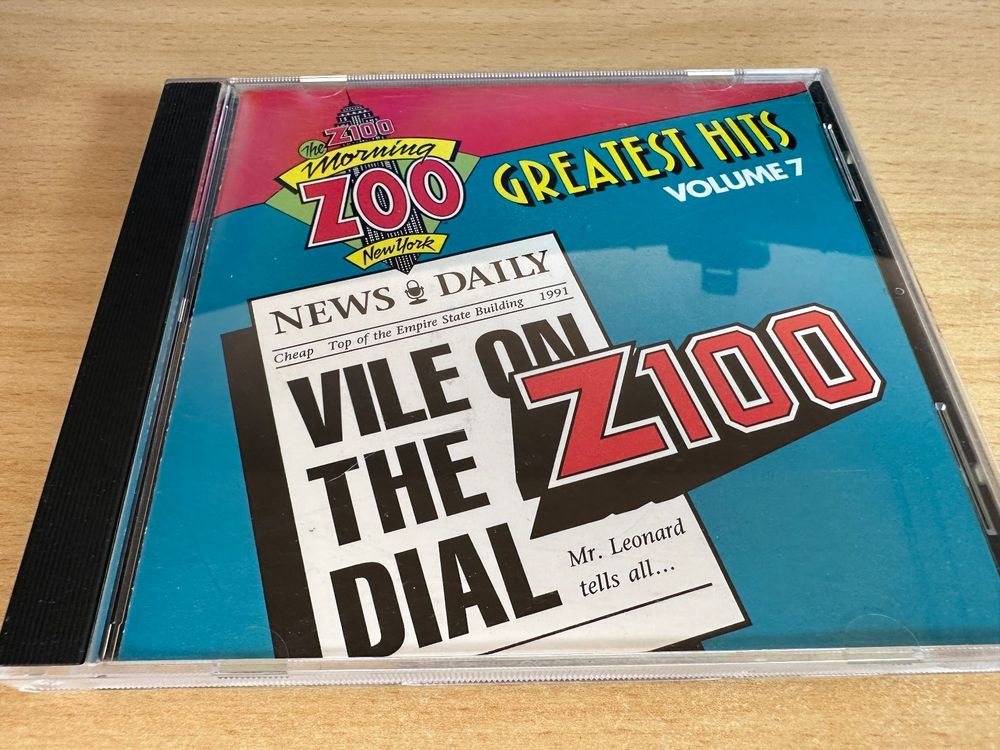 Z100
The
Morning
ZOO
New York
GREATEST HITS
VOLUME 7
NEWS DAILY
Cheap Top of the Empire State Building 1991
VILE ON
THE
DIAL
Z100
Mr. Leonard
tells all...